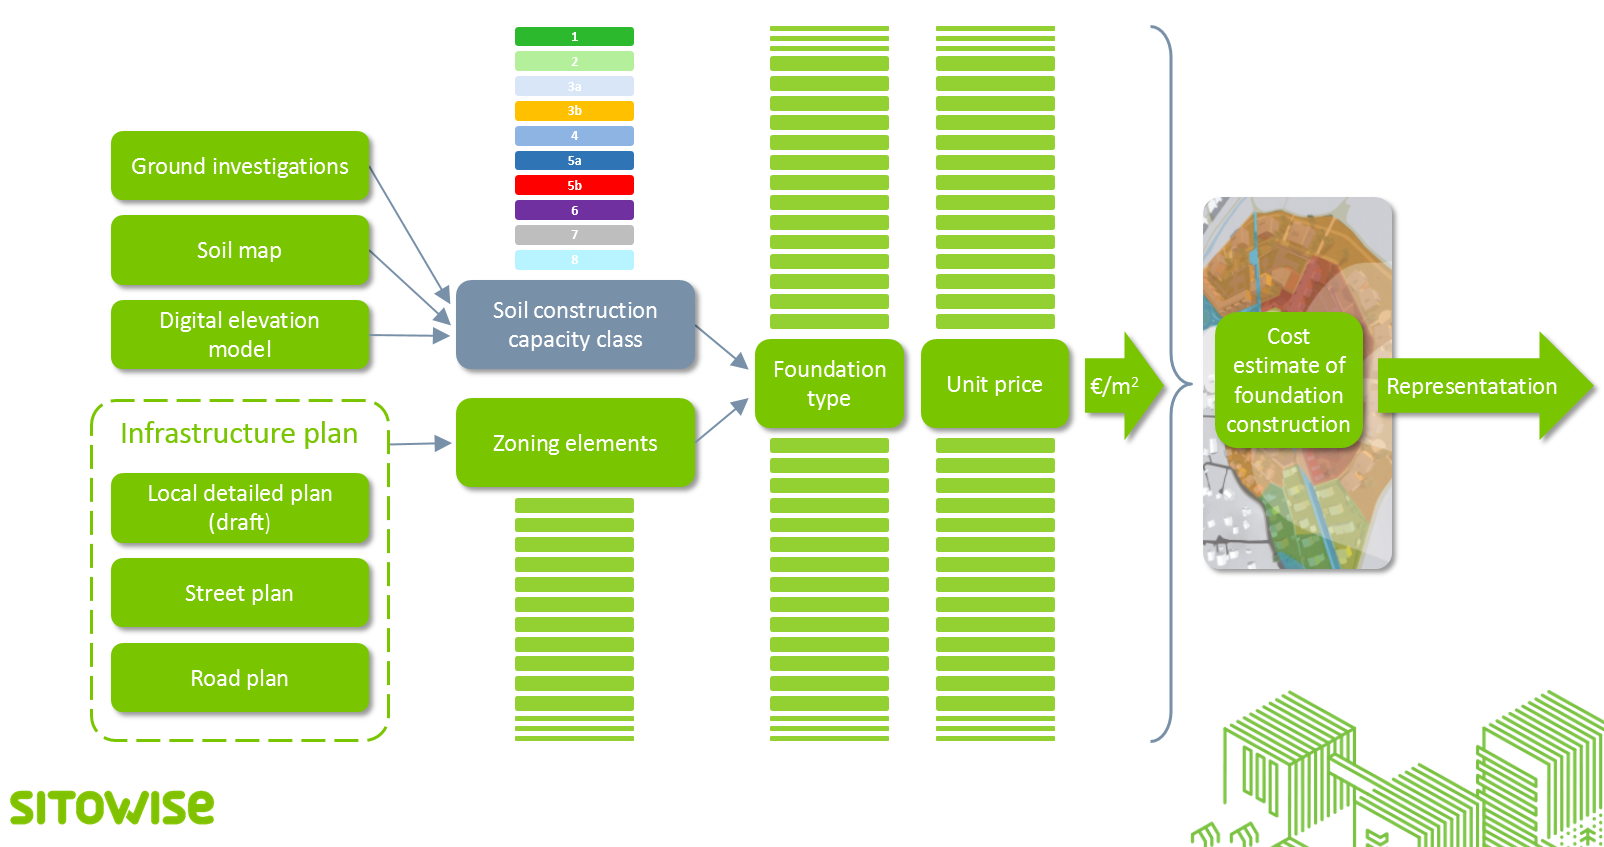 1
2
3a
3b
4
5a
5b
6
7
8
Ground investigations
Soil map
Digital elevation
model
Soil construction
capacity class
Infrastructure plan
Local detailed plan
(draft)
Street plan
Road plan
Zoning elements
Foundation
type
Unit price
€/m²
Cost
estimate of
foundation
construction
Representatation
SITOWISE